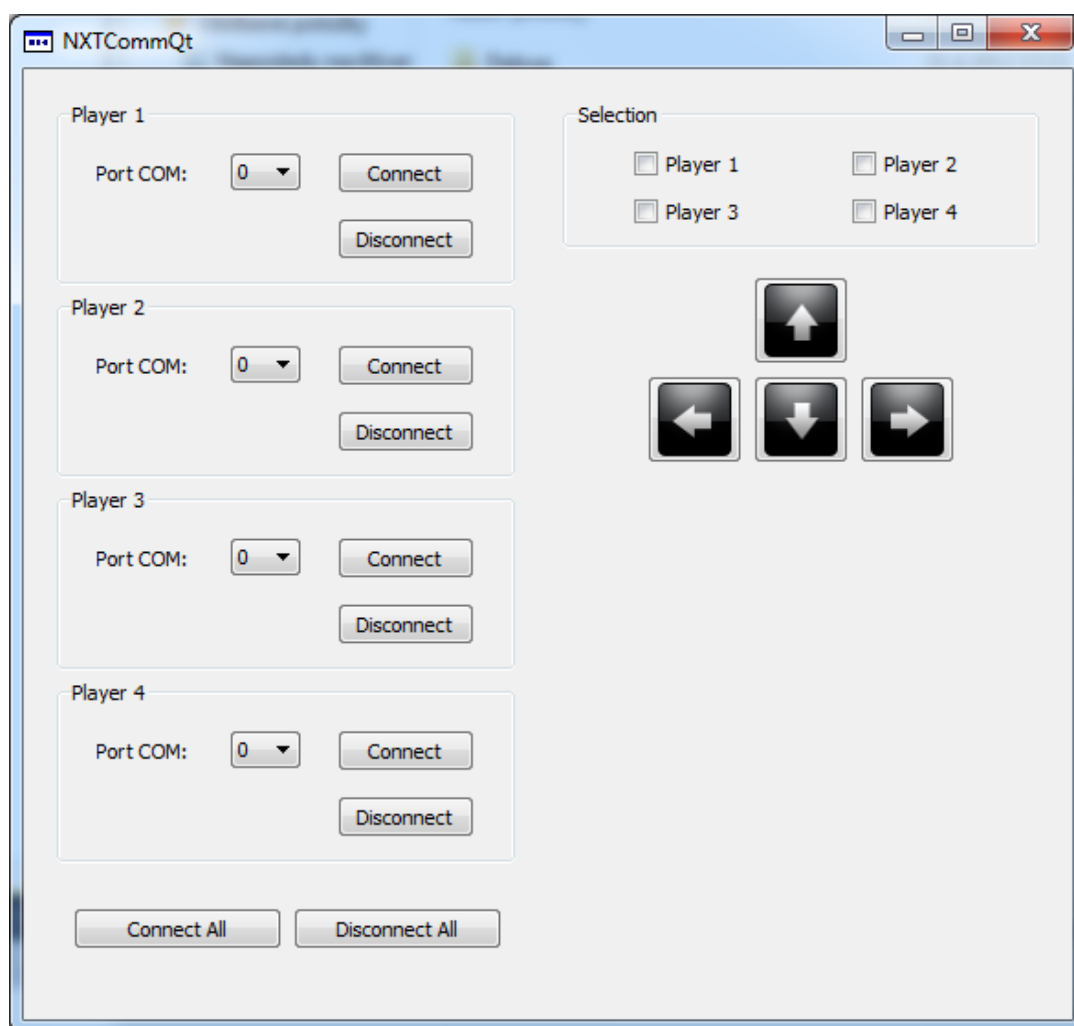 NXTCommQt
Player 1
Port COM: 0 Connect
Disconnect
Player 2
Port COM: 0 Connect
Disconnect
Player 3
Port COM: 0 Connect
Disconnect
Player 4
Port COM: 0 Connect
Disconnect
Connect All Disconnect All
Selection
Player 1 Player 2
Player 3 Player 4